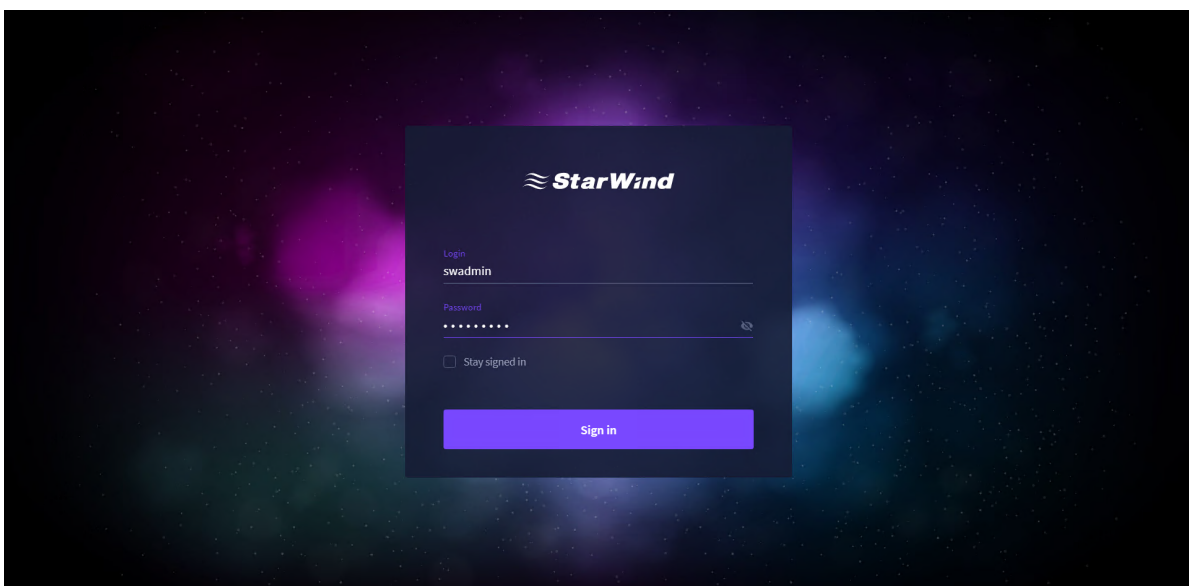 StarWind
Login
swadmin
Password
•••••••••
Stay signed in
Sign in